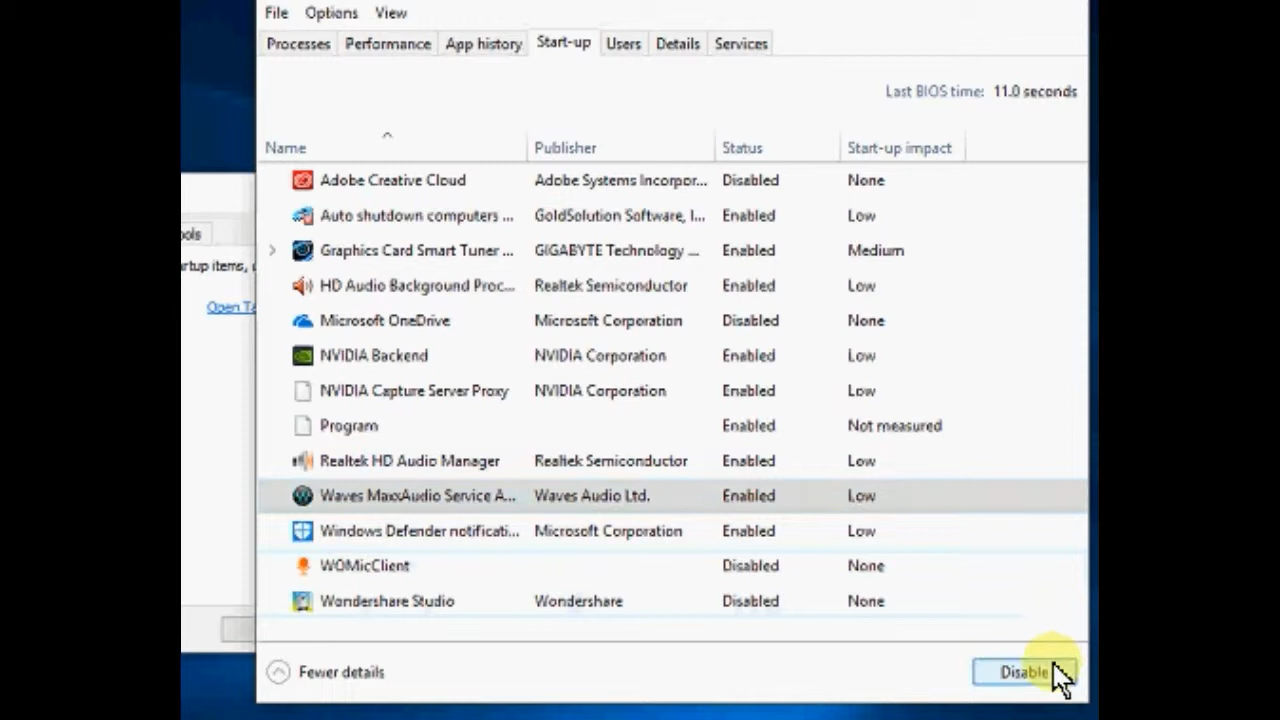 File Options View
Processes Performance App history Start-up Users Details Services
Last BIOS time: 11.0 seconds
Name Publisher Status Start-up impact
Adobe Creative Cloud Adobe Systems Incorpor... Disabled None
Auto shutdown computers ... GoldSolution Software, I... Enabled Low
Graphics Card Smart Tuner ... GIGABYTE Technology ... Enabled Medium
HD Audio Background Proc... Realtek Semiconductor Enabled Low
Microsoft OneDrive Microsoft Corporation Disabled None
NVIDIA Backend NVIDIA Corporation Enabled Low
NVIDIA Capture Server Proxy NVIDIA Corporation Enabled Low
Program Enabled Not measured
Realtek HD Audio Manager Realtek Semiconductor Enabled Low
Waves MaxxAudio Service A... Waves Audio Ltd. Enabled Low
Windows Defender notificati... Microsoft Corporation Enabled Low
WOMicClient Disabled None
Wondershare Studio Wondershare Disabled None
Fewer details Disable
ools
rtup items, u
Open Ta